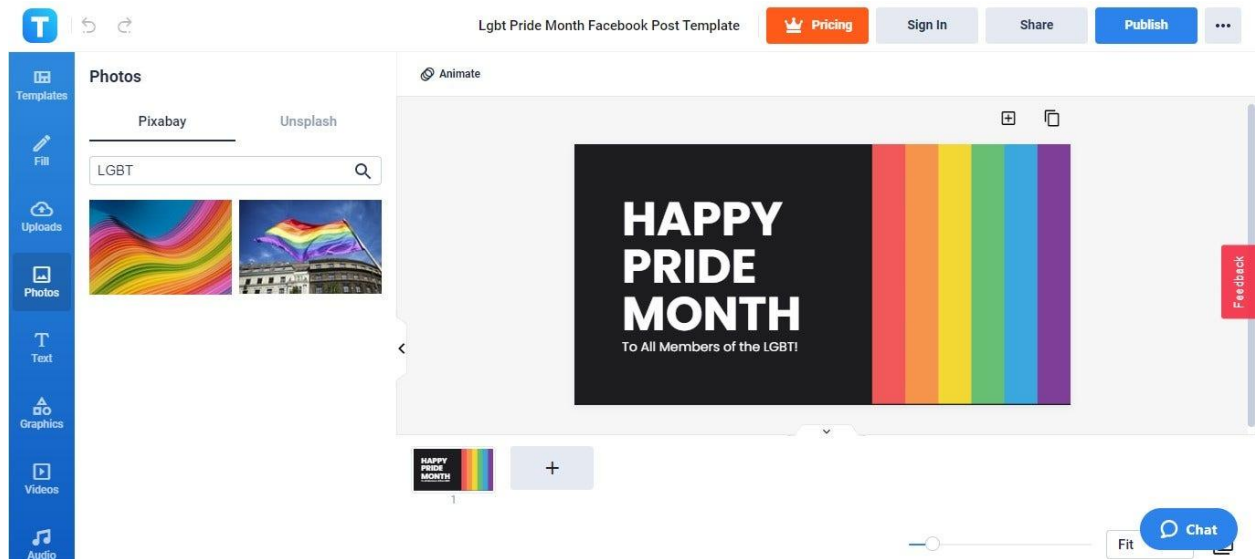 T
Lgbt Pride Month Facebook Post Template
Pricing
Sign In
Share
Publish
Templates
Fill
Uploads
Photos
Text
Graphics
Videos
Audio
Photos
Pixabay
Unsplash
LGBT
Animate
HAPPY
PRIDE
MONTH
To All Members of the LGBT!
Feedback
HAPPY
PRIDE
MONTH
1
Fit
Chat